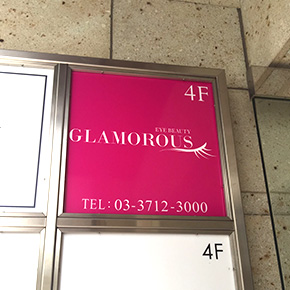 4F
EYE BEAUTY
GLAMOROUS
TEL: 03-3712-3000
4F